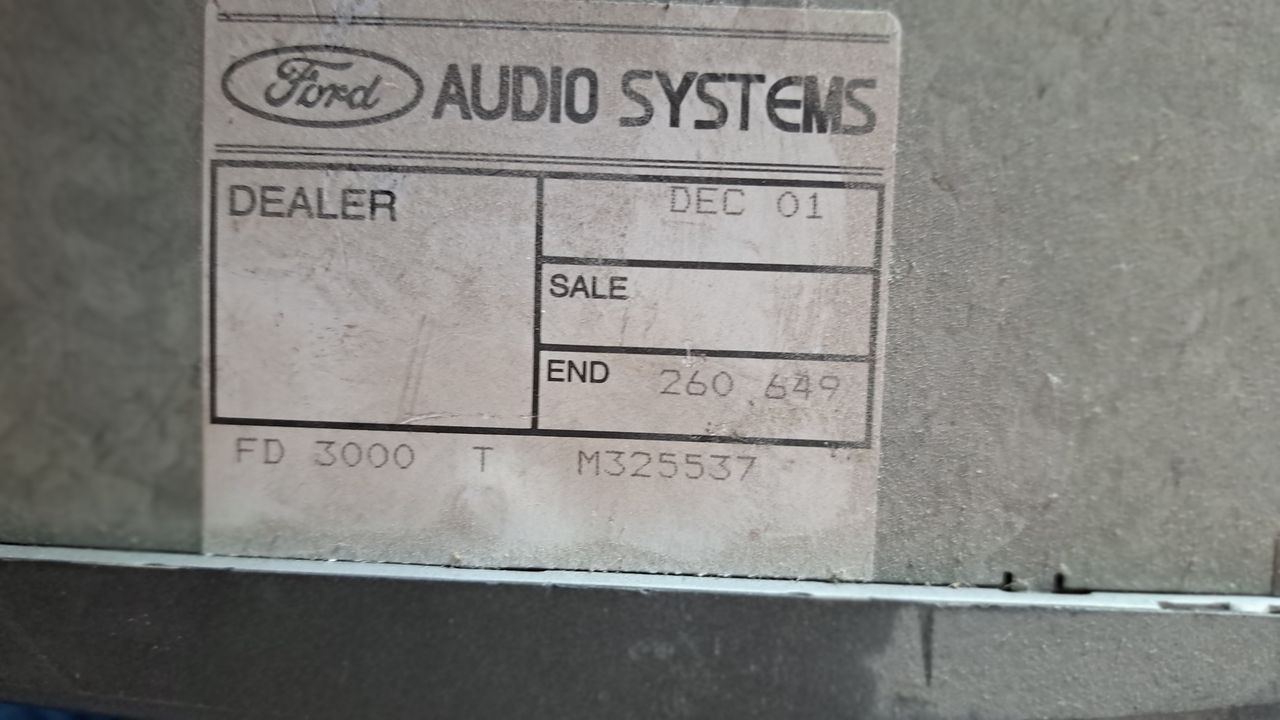 Ford AUDIO SYSTEMS
DEALER
DEC 01
SALE
END 260 649
FD 3000 T M325537